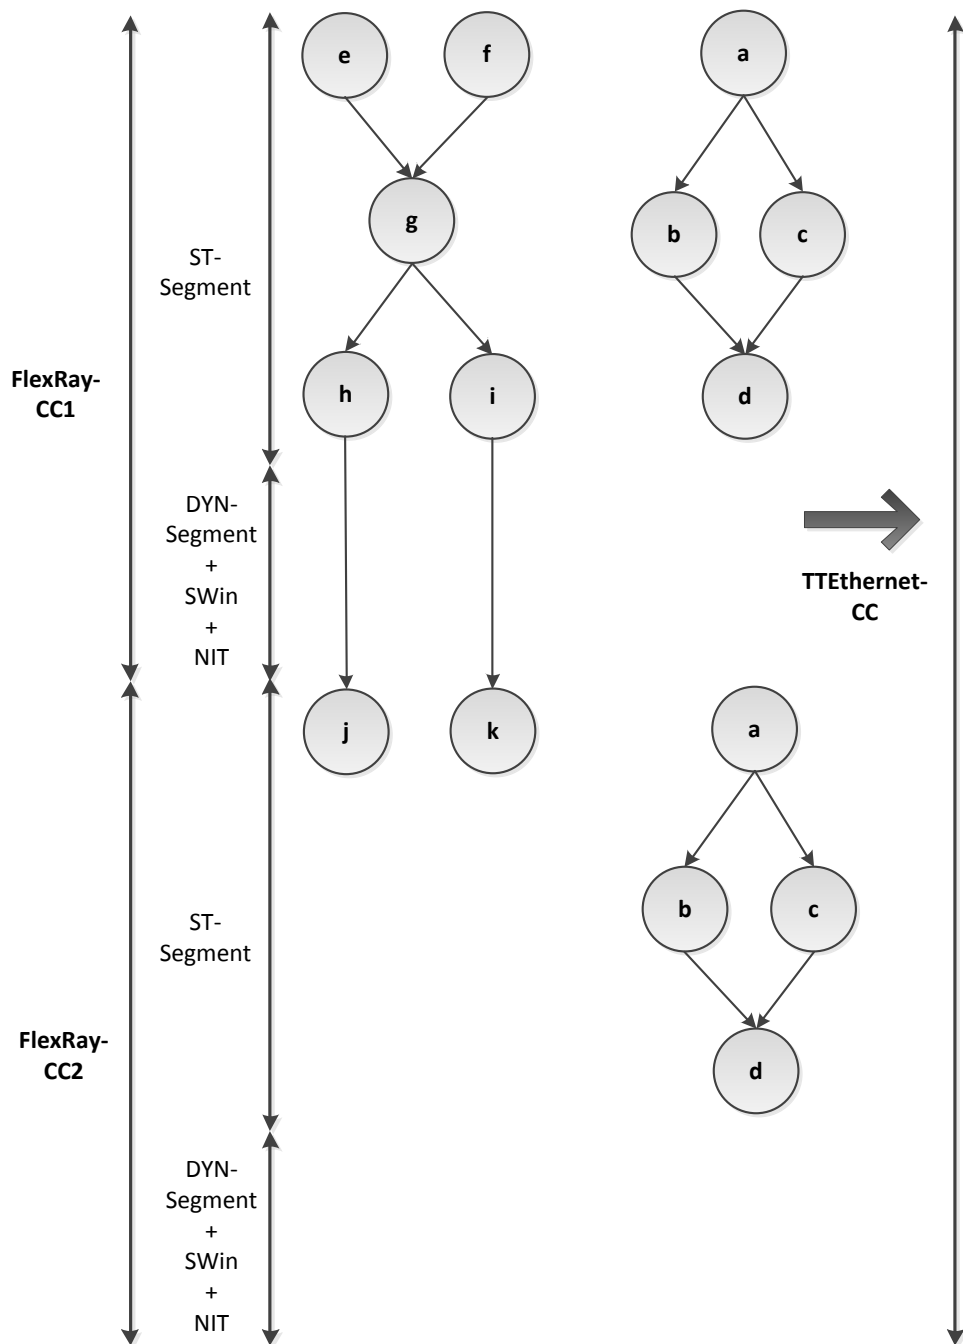 e
f
a
g
b
c
ST-
Segment
h
i
d
FlexRay-
CC1
DYN-
Segment
+
SWin
+
NIT
TTEthernet-
CC
j
k
a
b
c
ST-
Segment
d
FlexRay-
CC2
DYN-
Segment
+
SWin
+
NIT